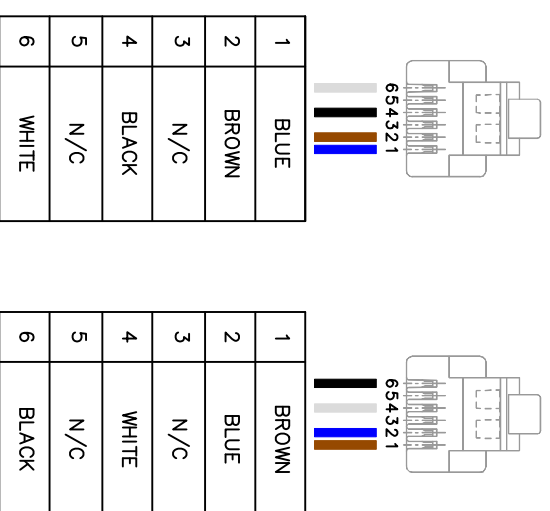 1 BLUE
2 BROWN
3 N/C
4 BLACK
5 N/C
6 WHITE
654321
1 BROWN
2 BLUE
3 N/C
4 WHITE
5 N/C
6 BLACK
654321